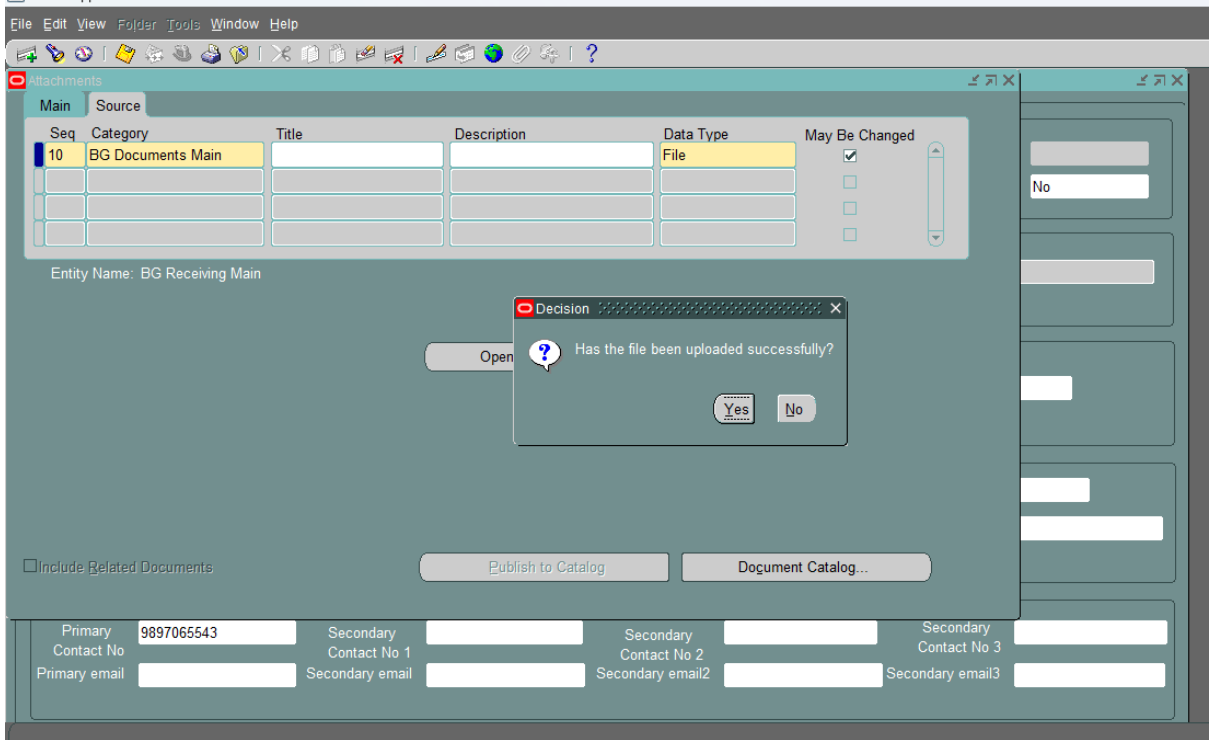 File Edit View Folder Tools Window Help
Attachments
Main Source
Seq Category Title Description Data Type May Be Changed
10 BG Documents Main File
No
Entity Name: BG Receiving Main
Decision
Has the file been uploaded successfully?
Open
Yes No
Include Related Documents Publish to Catalog Document Catalog...
Primary Contact No 9897065543 Secondary Contact No 1 Secondary Contact No 2 Secondary Contact No 3
Primary email Secondary email Secondary email2 Secondary email3